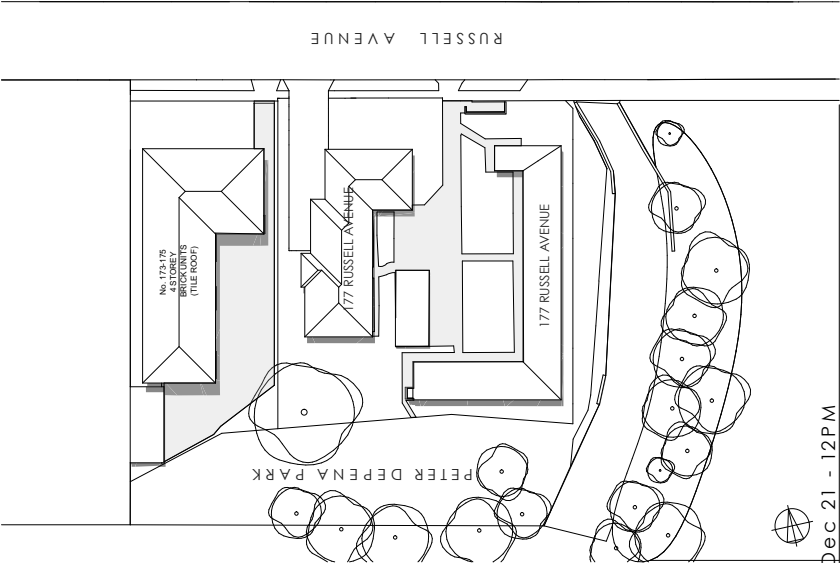 RUSSELL AVENUE
No. 173-175
4 STOREY
BRICK UNITS
(TILE ROOF)
177 RUSSELL AVENUE
177 RUSSELL AVENUE
PETER DEPENA PARK
Dec 21 - 12PM